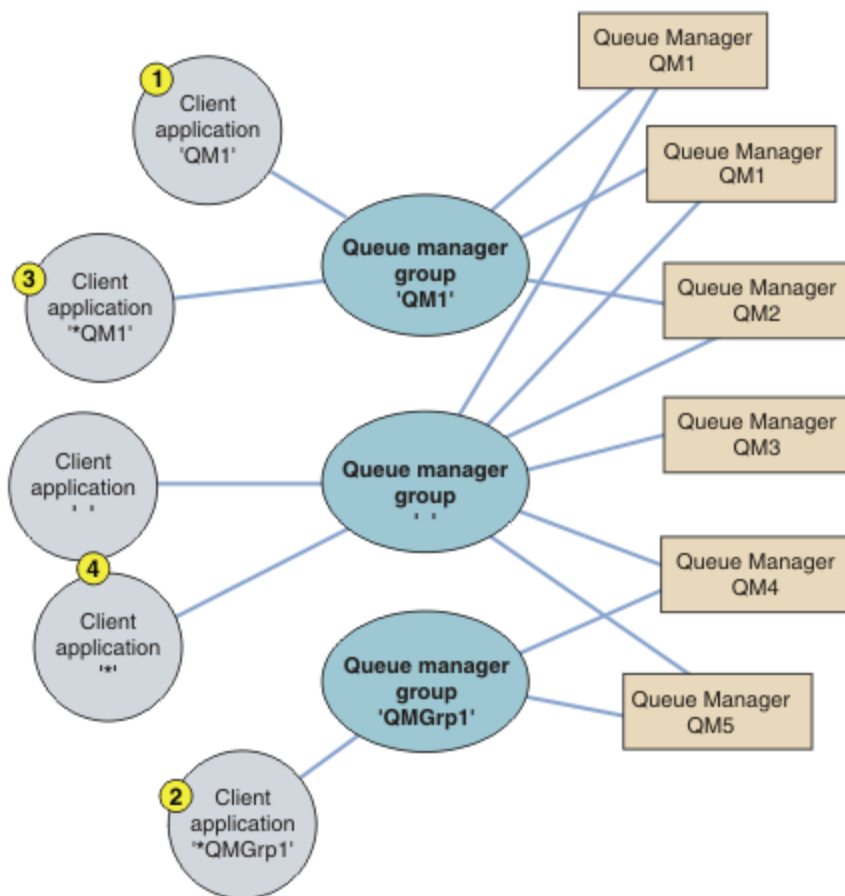 Queue Manager
QM1
1
Client
application
'QM1'
Queue Manager
QM1
Queue manager
group
'QM1'
3
Client
application
'*QM1'
Queue Manager
QM2
Queue Manager
QM3
Client
application
' '
Queue manager
group
' '
4
Client
application
'*'
Queue Manager
QM4
Queue manager
group
'QMGrp1'
Queue Manager
QM5
2
Client
application
'*QMGrp1'